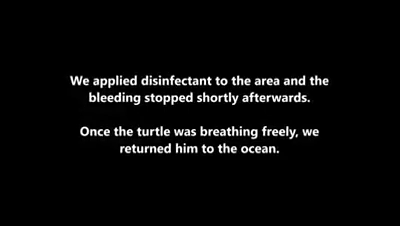 We applied disinfectant to the area and the
bleeding stopped shortly afterwards.
Once the turtle was breathing freely, we
returned him to the ocean.